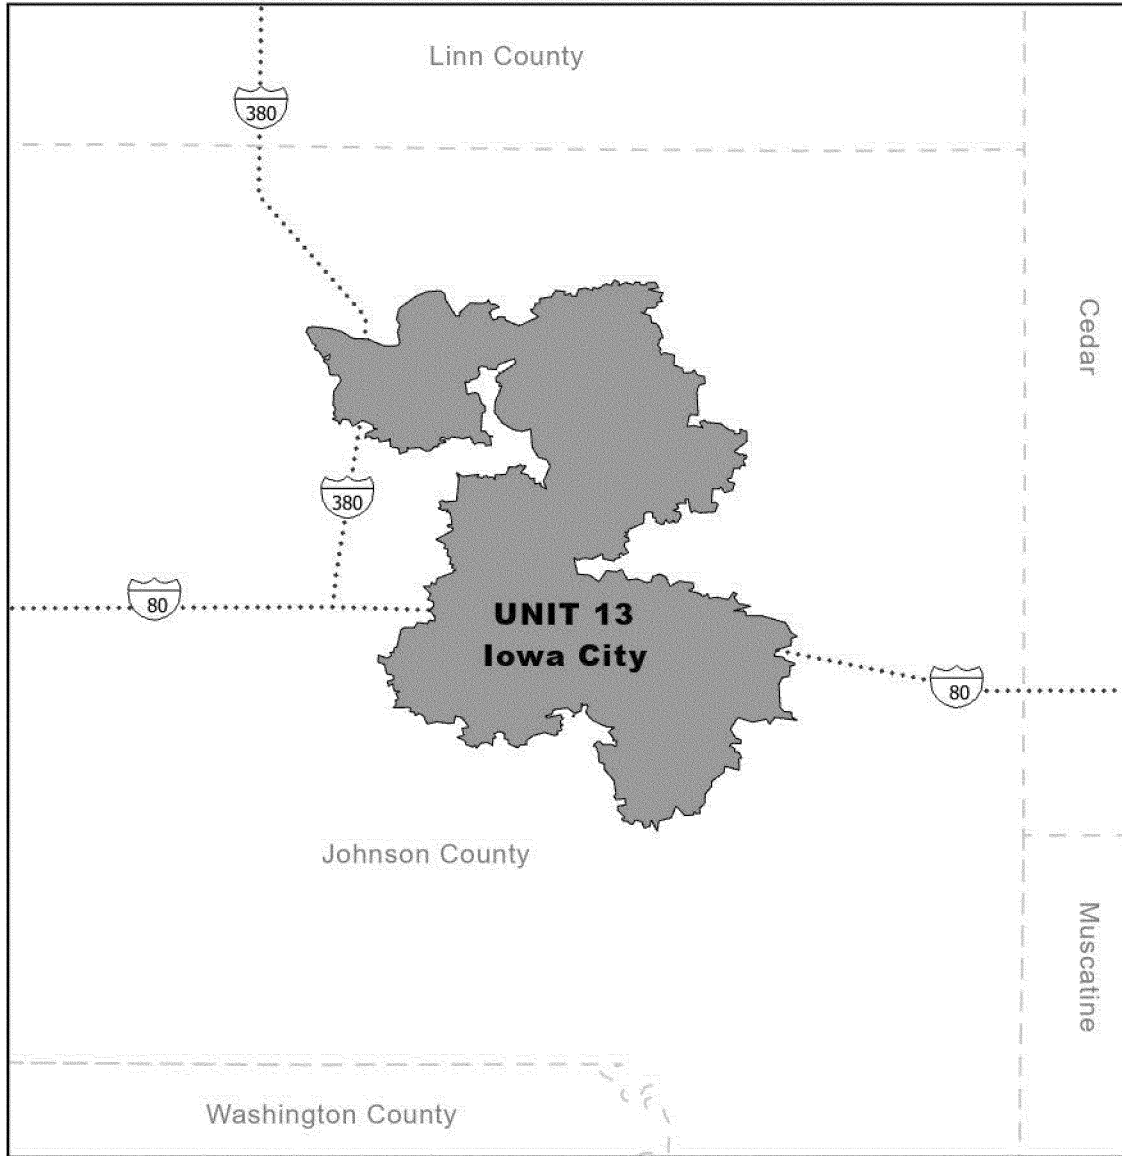 Linn County
380
Cedar
380
80
UNIT 13
Iowa City
80
Johnson County
Muscatine
Washington County